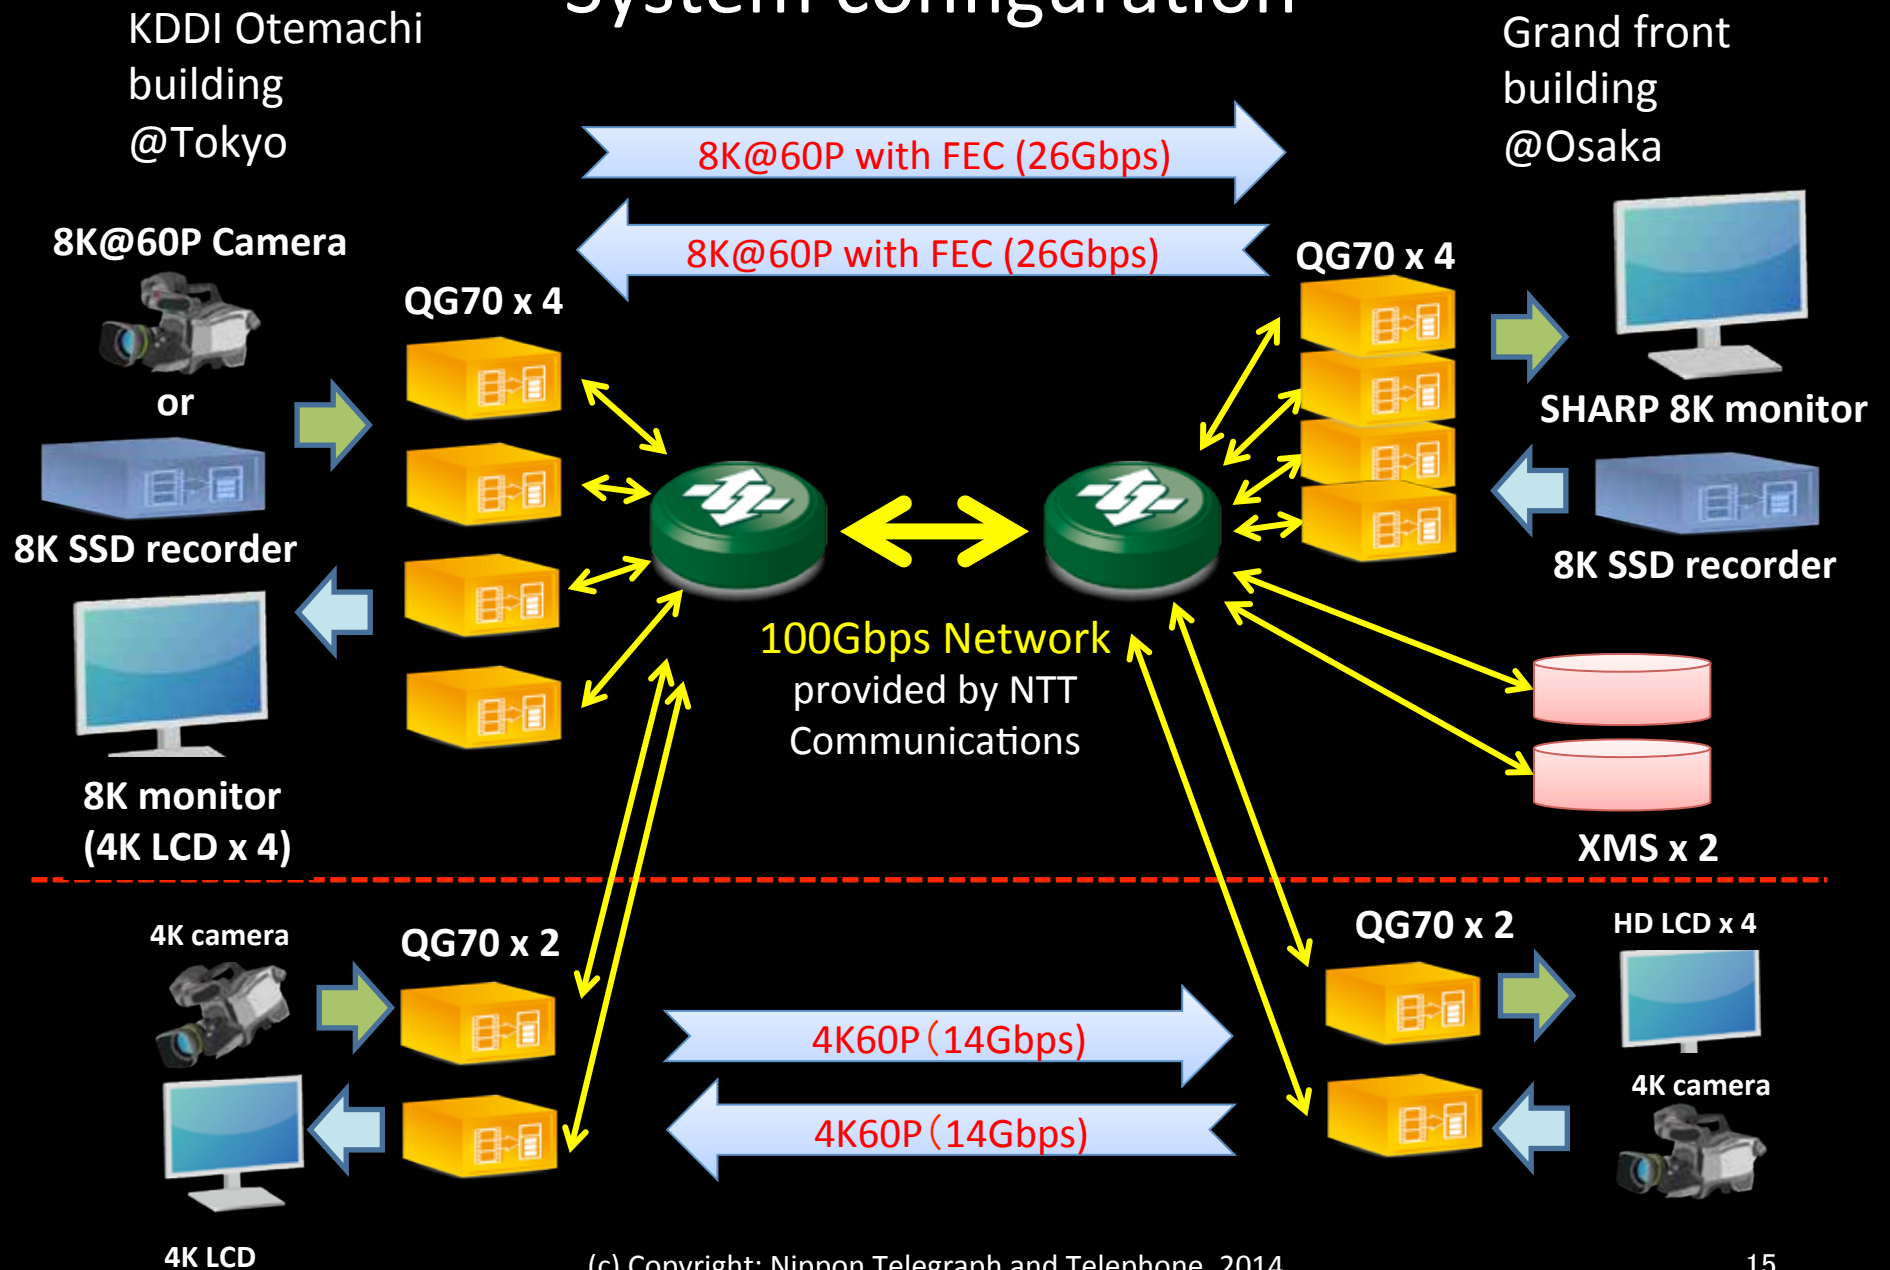 System configuration
KDDI Otemachi
building
@Tokyo
Grand front
building
@Osaka
8K@60P with FEC (26Gbps)
8K@60P with FEC (26Gbps)
8K@60P Camera
or
8K SSD recorder
8K monitor
(4K LCD x 4)
QG70 x 4
QG70 x 4
SHARP 8K monitor
8K SSD recorder
100Gbps Network
provided by NTT
Communications
XMS x 2
4K camera
QG70 x 2
4K LCD
4K60P（14Gbps)
4K60P（14Gbps)
QG70 x 2
HD LCD x 4
4K camera
(c) Copyright: Nippon Telegraph and Telephone, 2014
15